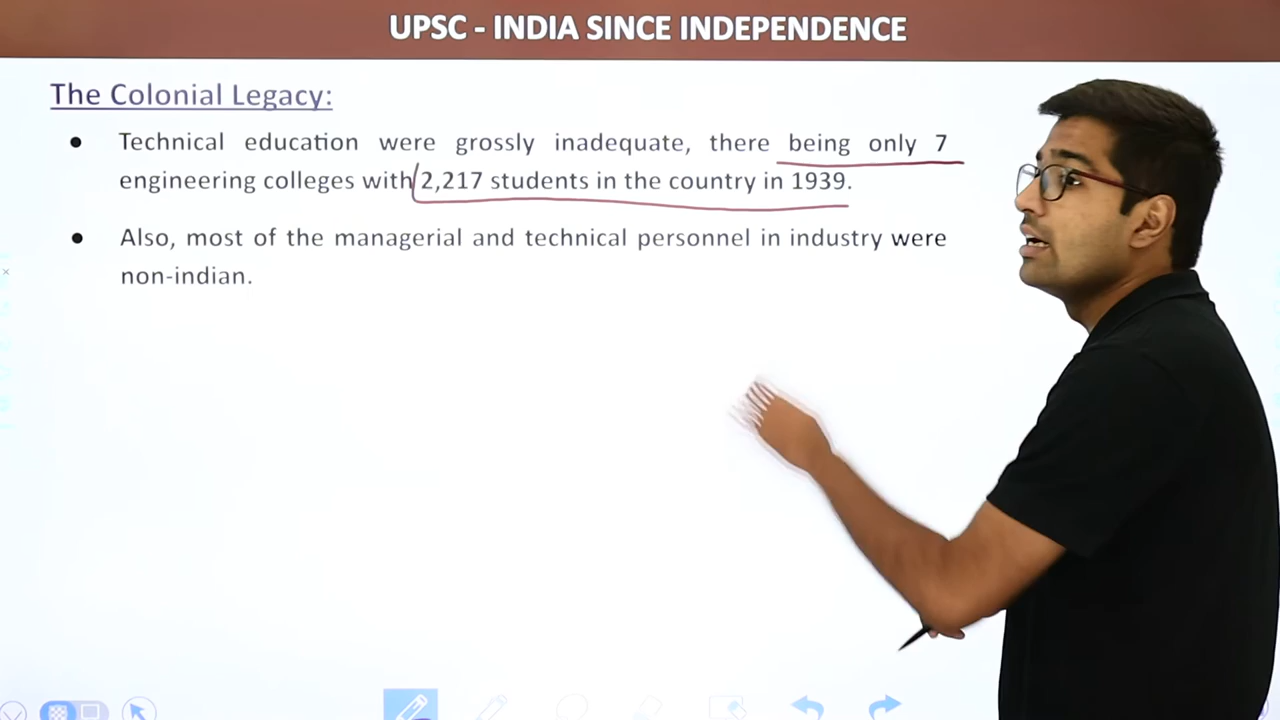 UPSC - INDIA SINCE INDEPENDENCE
The Colonial Legacy:
● Technical education were grossly inadequate, there being only 7
engineering colleges with 2,217 students in the country in 1939.
● Also, most of the managerial and technical personnel in industry were
non-indian.